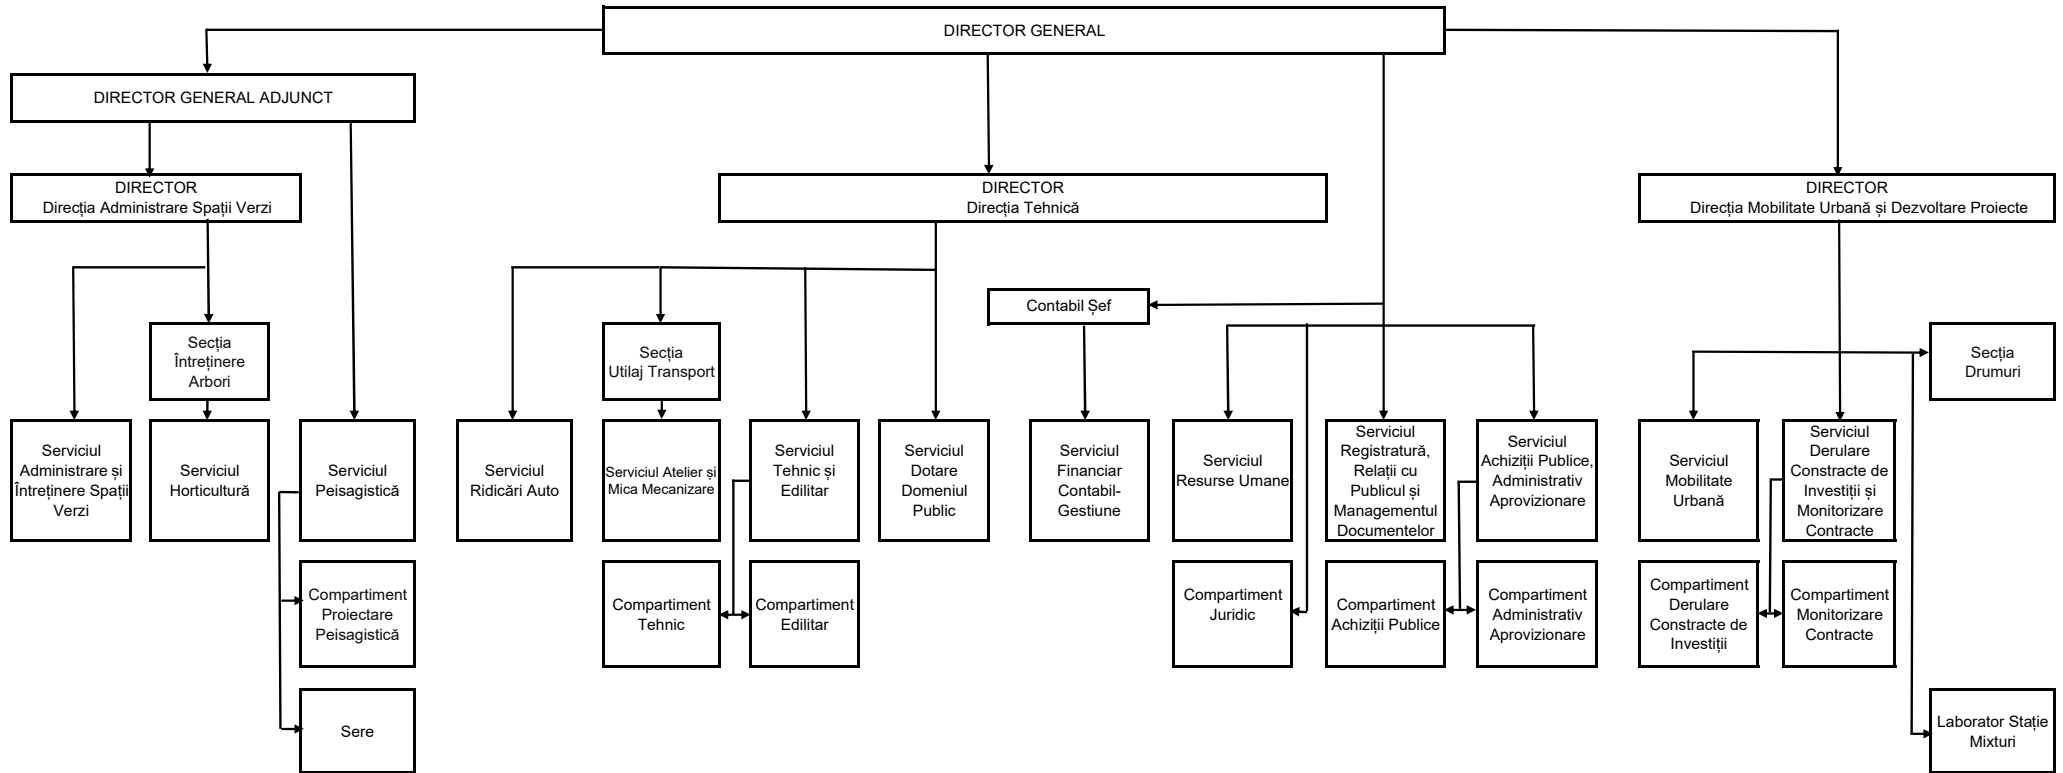 DIRECTOR GENERAL
DIRECTOR GENERAL ADJUNCT
DIRECTOR
Direcția Administrare Spații Verzi
DIRECTOR
Direcția Tehnică
DIRECTOR
Direcția Mobilitate Urbană și Dezvoltare Proiecte
Contabil Șef
Secția
Întreținere
Arbori
Secția
Utilaj Transport
Secția
Drumuri
Serviciul
Administrare și
Întreținere Spații
Verzi
Serviciul
Horticultură
Serviciul
Peisagistică
Serviciul
Ridicări Auto
Serviciul Atelier și
Mica Mecanizare
Serviciul
Tehnic și
Edilitar
Serviciul
Dotare
Domeniul
Public
Serviciul
Financiar
Contabil-
Gestiune
Serviciul
Resurse Umane
Serviciul
Registratură,
Relații cu
Publicul și
Managementul
Documentelor
Serviciul
Achiziții Publice,
Administrativ
Aprovizionare
Serviciul
Mobilitate
Urbană
Serviciul
Derulare
Constracte de
Investiții și
Monitorizare
Contracte
Compartiment
Proiectare
Peisagistică
Compartiment
Tehnic
Compartiment
Edilitar
Compartiment
Juridic
Compartiment
Achiziții Publice
Compartiment
Administrativ
Aprovizionare
Compartiment
Derulare
Constracte de
Investiții
Compartiment
Monitorizare
Contracte
Sere
Laborator Stație
Mixturi